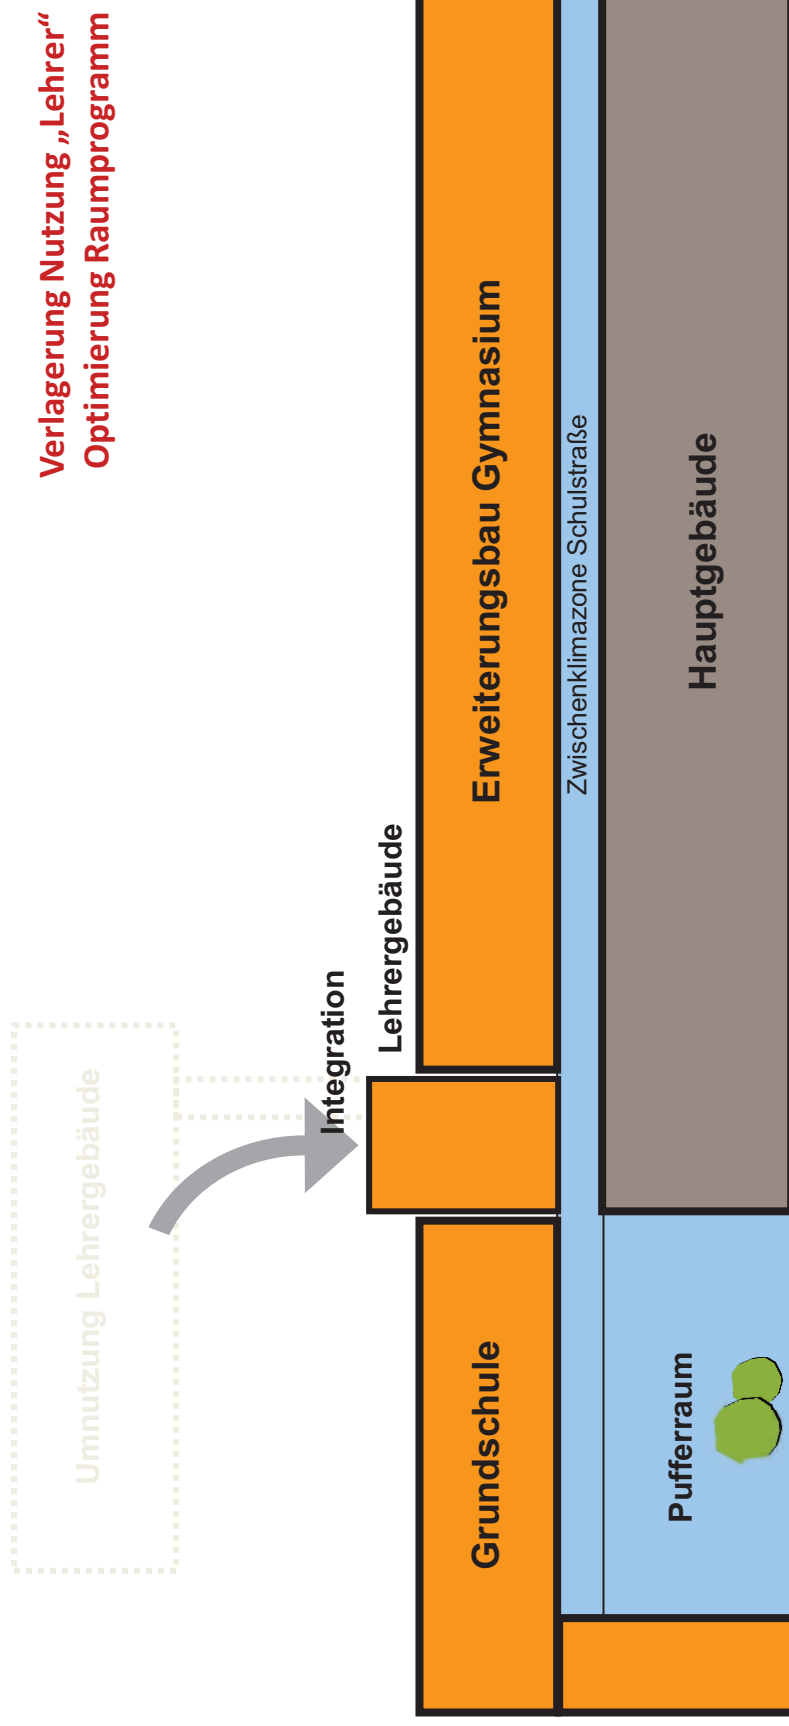 Verlagerung Nutzung „Lehrer“
Optimierung Raumprogramm
Umnutzung Lehrergebäude
Integration
Lehrergebäude
Grundschule
Erweiterungsbau Gymnasium
Zwischenklimazone Schulstraße
Pufferraum
Hauptgebäude